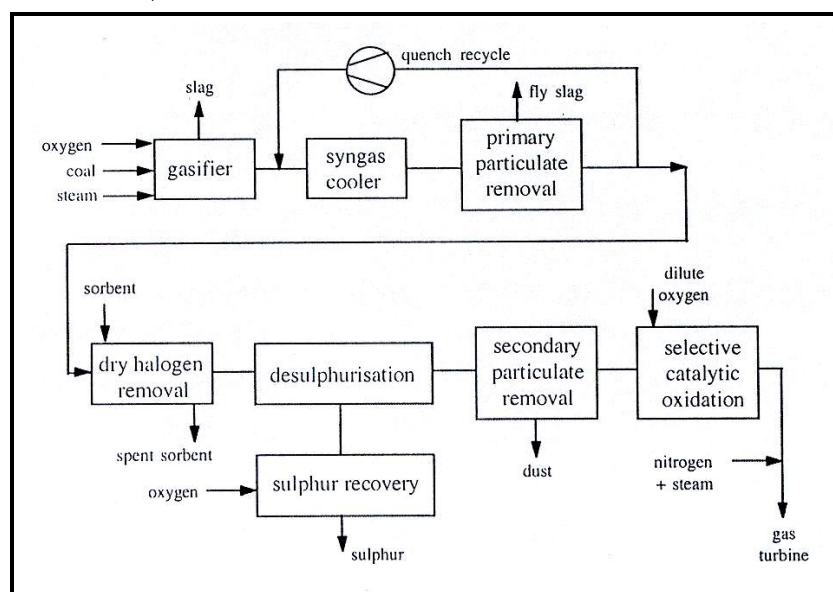 quench recycle
slag
fly slag
oxygen
coal
steam
gasifier
syngas
cooler
primary
particulate
removal
sorbent
dilute
oxygen
dry halogen
removal
desulphurisation
secondary
particulate
removal
selective
catalytic
oxidation
spent sorbent
oxygen
sulphur recovery
dust
nitrogen
+ steam
sulphur
gas
turbine